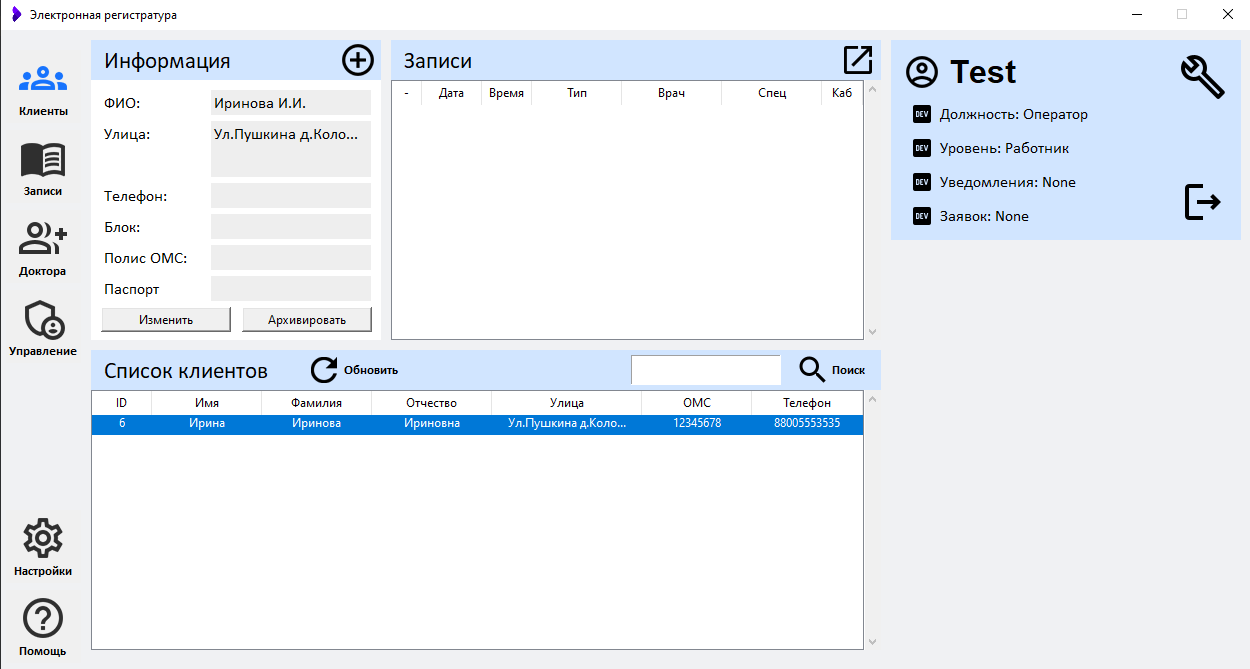 Электронная регистратура
Клиенты
Записи
Доктора
Управление
Настройки
Помощь
Информация
ФИО: Иринова И.И.
Улица: Ул.Пушкина д.Коло...
Телефон:
Блок:
Полис ОМС:
Паспорт
Изменить Архивировать
Записи
- Дата Время Тип Врач Спец Каб
Test
DEV Должность: Оператор
DEV Уровень: Работник
DEV Уведомления: None
DEV Заявок: None
Список клиентов Обновить Поиск
ID Имя Фамилия Отчество Улица ОМС Телефон
6 Ирина Иринова Ириновна Ул.Пушкина д.Коло... 12345678 88005553535